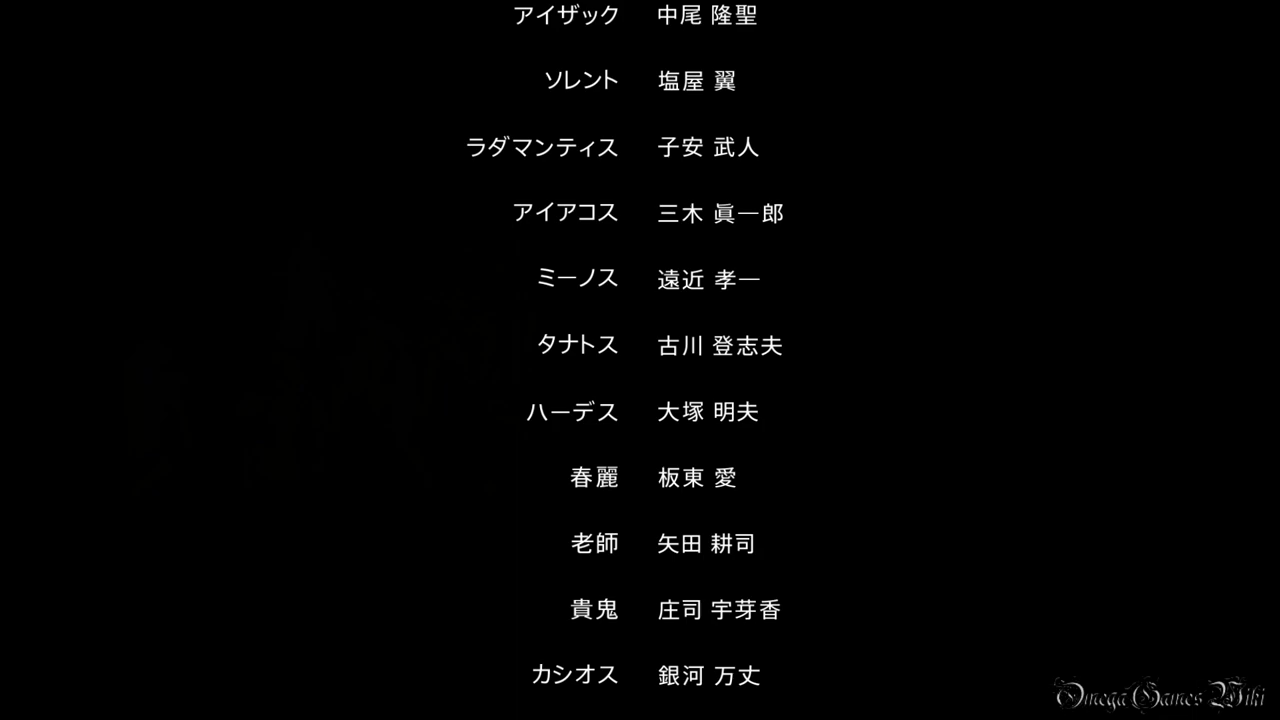 アイザック 中尾 隆聖
ソレント 塩屋 翼
ラダマンティス 子安 武人
アイアコス 三木 眞一郎
ミーノス 遠近 孝一
タナトス 古川 登志夫
ハーデス 大塚 明夫
春麗 板東 愛
老師 矢田 耕司
貴鬼 庄司 宇芽香
カシオス 銀河 万丈
Omega Games Wiki